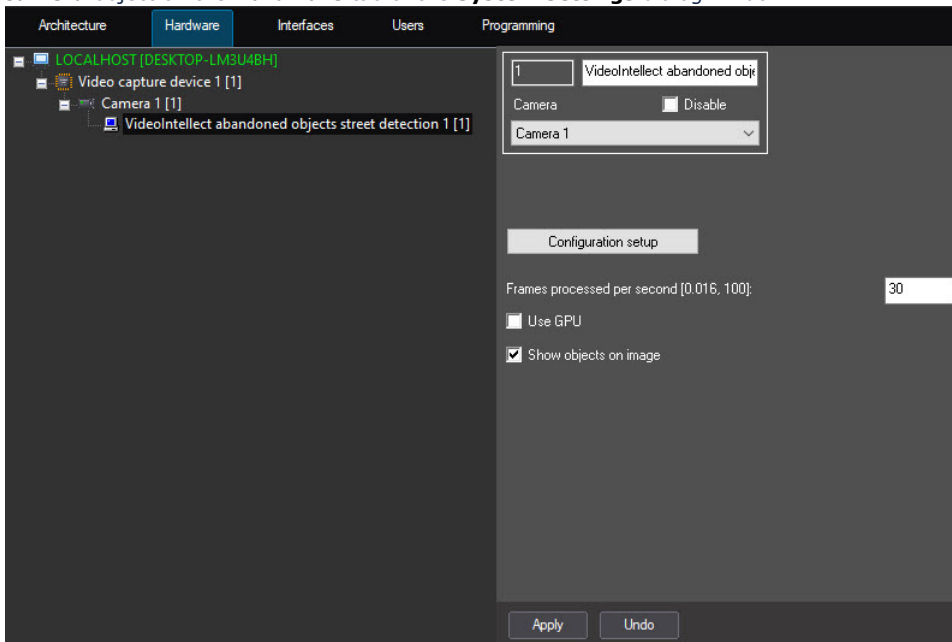 Architecture Hardware Interfaces Users Programming
LOCALHOST [DESKTOP-LM3U4BH]
Video capture device 1 [1]
Camera 1 [1]
VideoIntellect abandoned objects street detection 1 [1]
1 VideoIntellect abandoned obje
Camera Disable
Camera 1
Configuration setup
Frames processed per second [0.016, 100]: 30
Use GPU
Show objects on image
Apply Undo